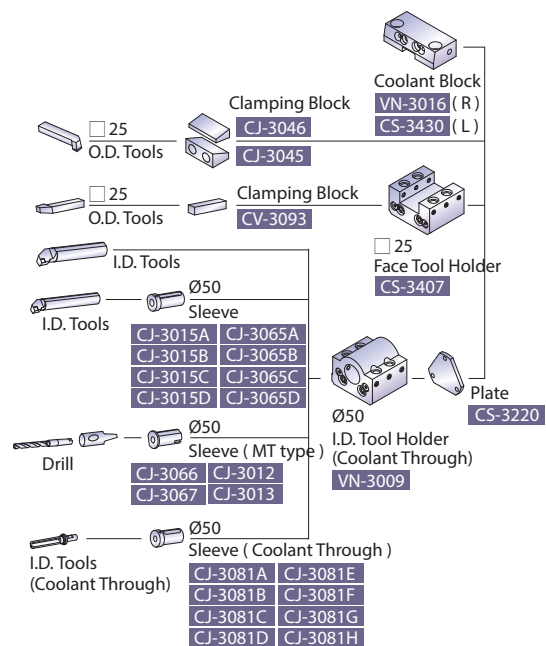 Coolant Block
VN-3016 ( R )
CS-3430 ( L )
□ 25
O.D. Tools
Clamping Block
CJ-3046
CJ-3045
□ 25
O.D. Tools
Clamping Block
CV-3093
□ 25
Face Tool Holder
CS-3407
I.D. Tools
I.D. Tools
Ø50
Sleeve
CJ-3015A CJ-3065A
CJ-3015B CJ-3065B
CJ-3015C CJ-3065C
CJ-3015D CJ-3065D
Plate
CS-3220
Ø50
I.D. Tool Holder
(Coolant Through)
VN-3009
Drill
Ø50
Sleeve ( MT type )
CJ-3066 CJ-3012
CJ-3067 CJ-3013
I.D. Tools
(Coolant Through)
Ø50
Sleeve ( Coolant Through )
CJ-3081A CJ-3081E
CJ-3081B CJ-3081F
CJ-3081C CJ-3081G
CJ-3081D CJ-3081H